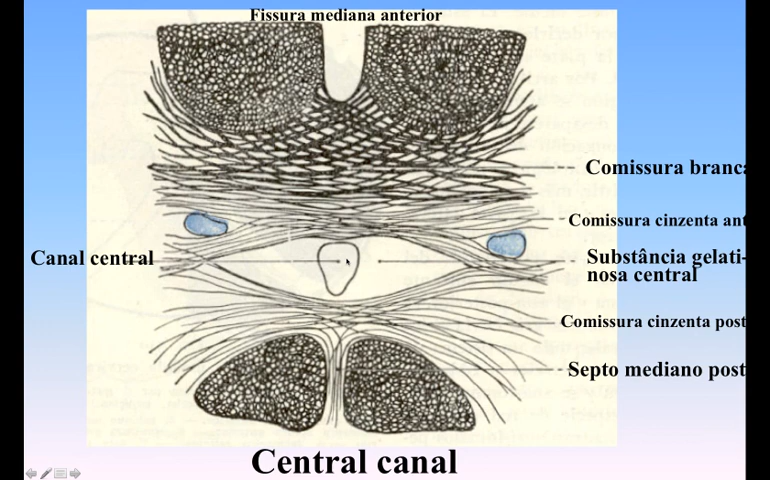 Fissura mediana anterior
Comissura branca
Comissura cinzenta ant
Canal central
Substância gelati-
nosa central
Comissura cinzenta post
Septo mediano post
Central canal